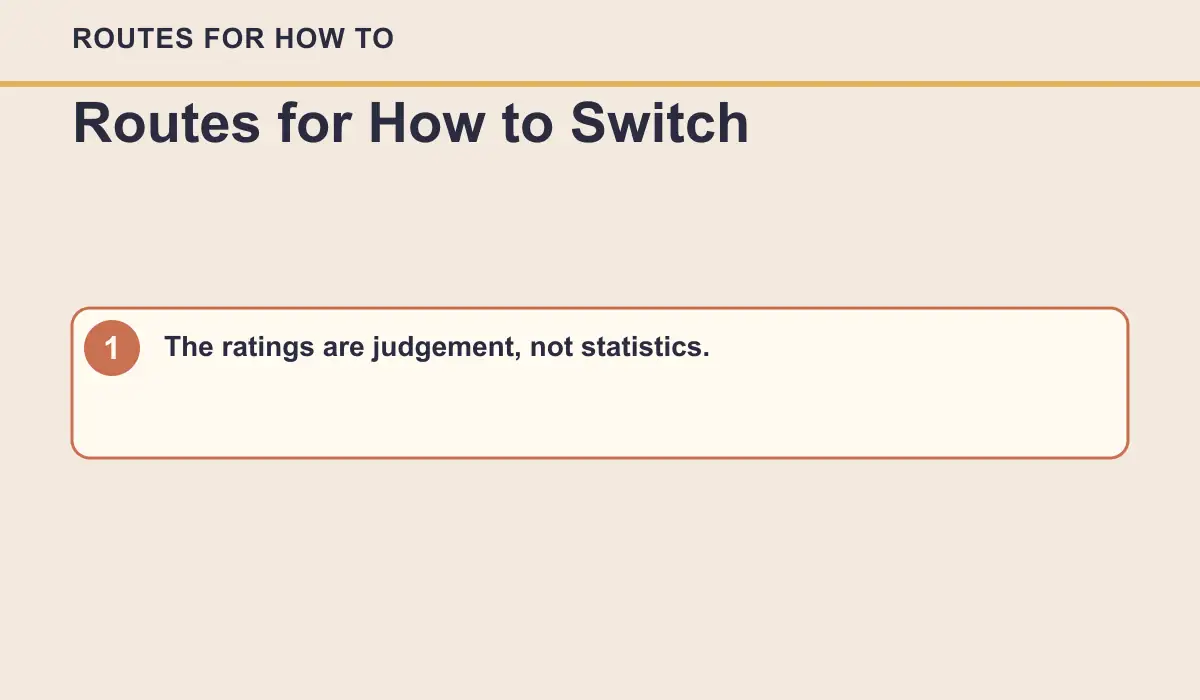 ROUTES FOR HOW TO
Routes for How to Switch
1 The ratings are judgement, not statistics.